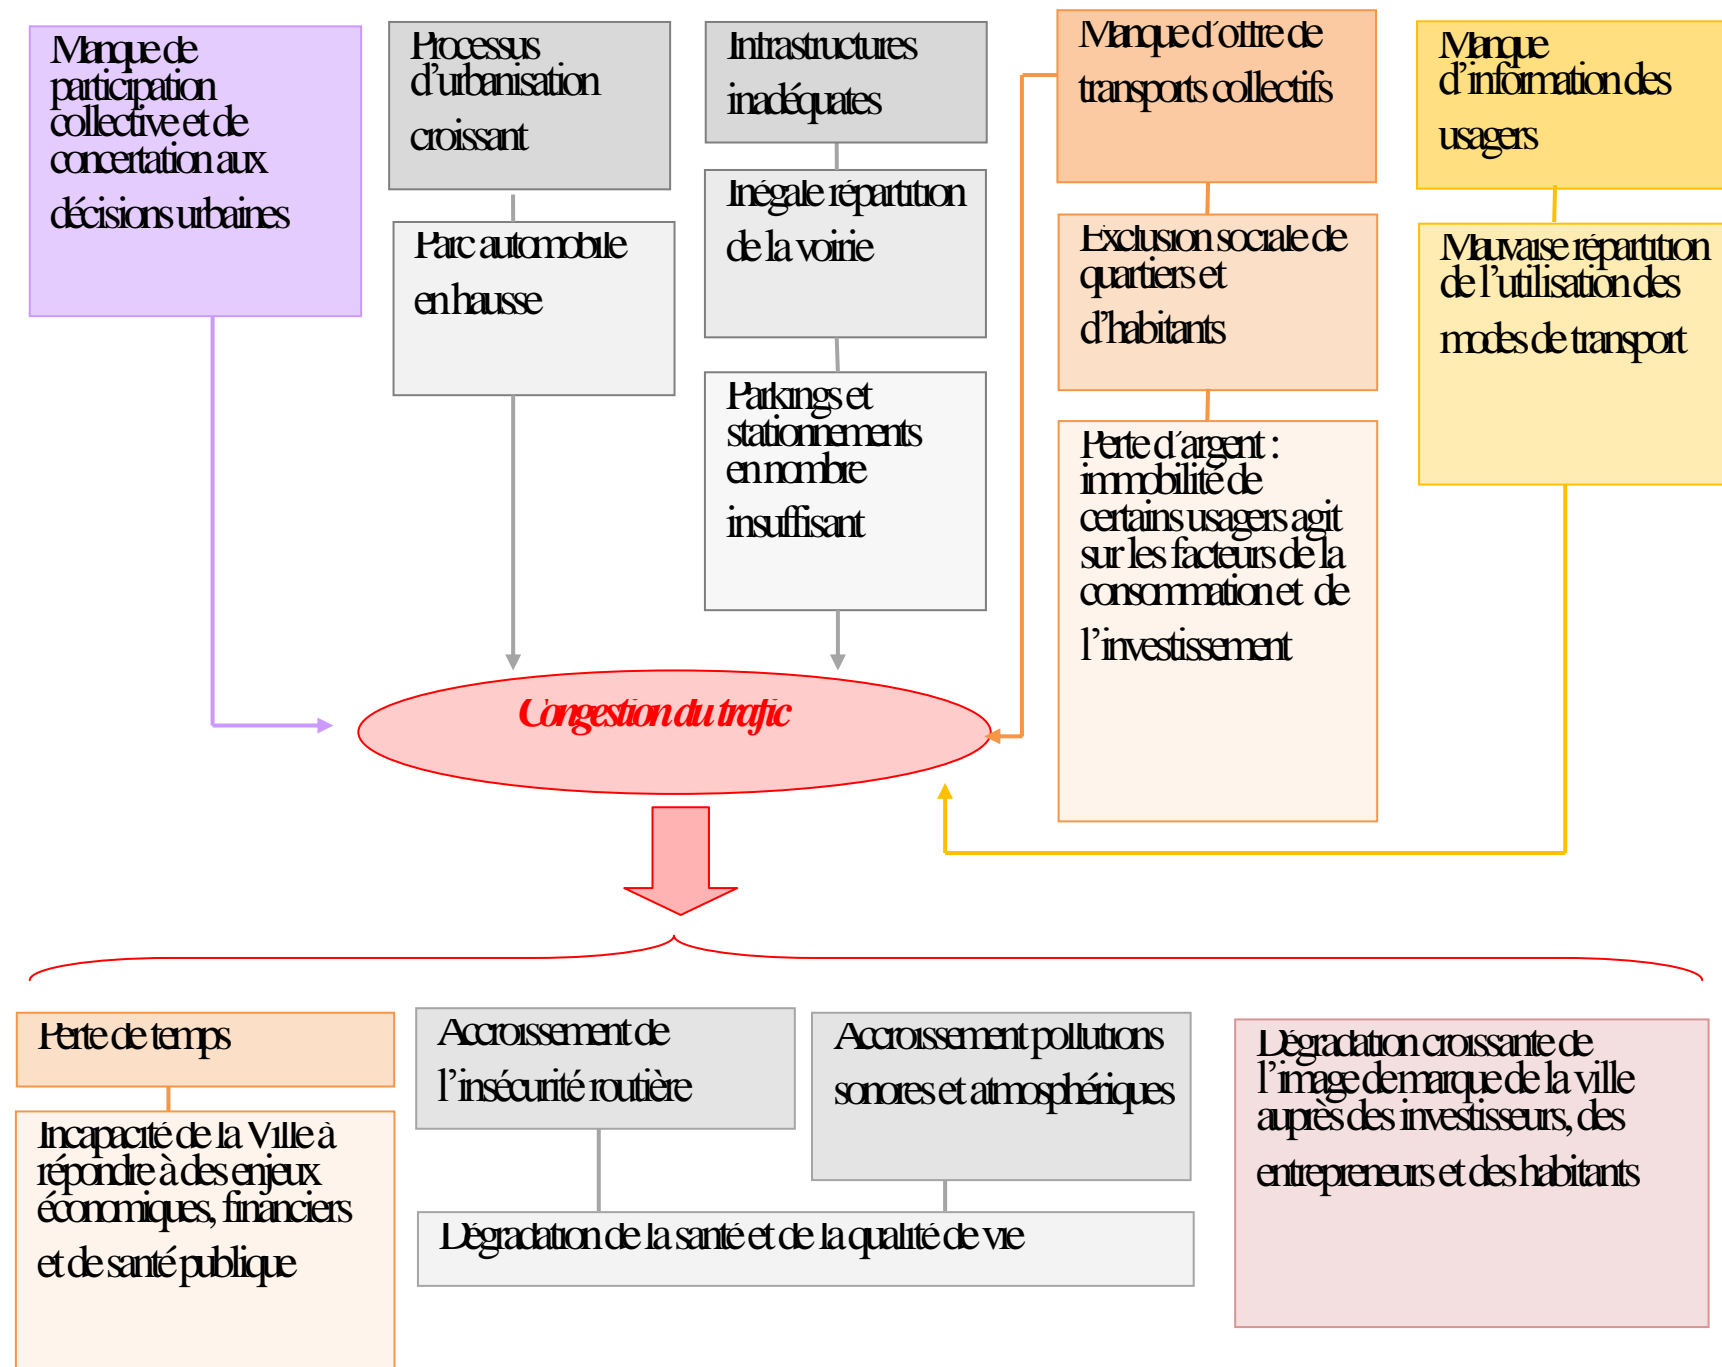 Manque de
participation
collective et de
concertation aux
décisions urbaines
Processus
d’urbanisation
croissant
Infrastructures
inadéquates
Manque d’offre de
transports collectifs
Manque
d’information des
usagers
Parc automobile
en hausse
Inégale répartition
de la voirie
Exclusion sociale de
quartiers et
d’habitants
Mauvaise répartition
de l’utilisation des
modes de transport
Parkings et
stationnements
en nombre
insuffisant
Perte d’argent :
immobilité de
certains usagers agit
sur les facteurs de la
consommation et de
l’investissement
Congestion du trafic
Perte de temps
Accroissement de
l’insécurité routière
Accroissement pollutions
sonores et atmosphériques
Dégradation croissante de
l’image de marque de la ville
auprès des investisseurs, des
entrepreneurs et des habitants
Incapacité de la Ville à
répondre à des enjeux
économiques, financiers
et de santé publique
Dégradation de la santé et de la qualité de vie